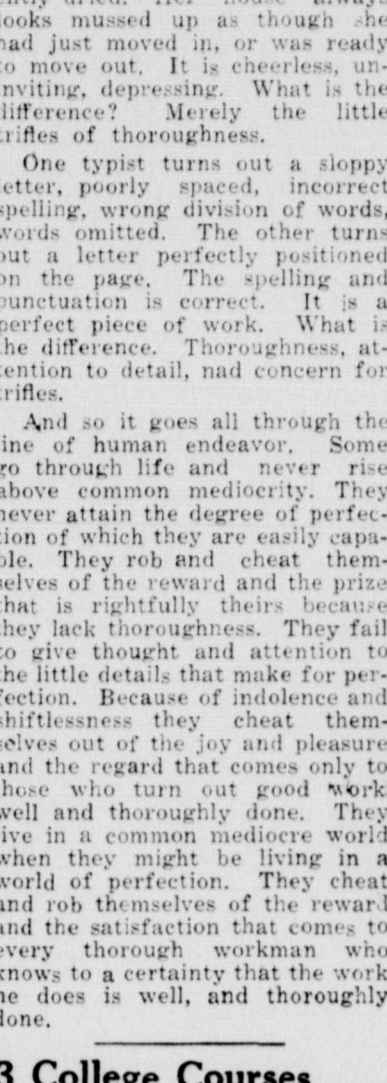 looks mussed up as though she
had just moved in, or was ready
to move out. It is cheerless, un-
inviting, depressing. What is the
difference? Merely the little
trifles of thoroughness.
One typist turns out a sloppy
letter, poorly spaced, incorrect
spelling, wrong division of words,
words omitted. The other turns
out a letter perfectly positioned
on the page. The spelling and
punctuation is correct. It is a
perfect piece of work. What is
the difference. Thoroughness, at-
tention to detail, nad concern for
trifles.
And so it goes all through the
line of human endeavor. Some
go through life and never rise
above common mediocrity. They
never attain the degree of perfec-
tion of which they are easily capa-
ble. They rob and cheat them-
selves of the reward and the prize
that is rightfully theirs because
they lack thoroughness. They fail
to give thought and attention to
the little details that make for per-
fection. Because of indolence and
shiftlessness they cheat them-
selves out of the joy and pleasure
and the regard that comes only to
those who turn out good work
well and thoroughly done. They
live in a common mediocre world
when they might be living in a
world of perfection. They cheat
and rob themselves of the reward
and the satisfaction that comes to
every thorough workman who
knows to a certainty that the work
he does is well, and thoroughly
done.
3 College Courses